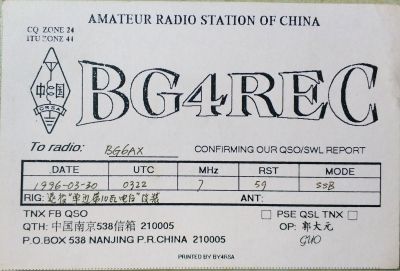 AMATEUR RADIO STATION OF CHINA
CQ ZONE 24
ITU ZONE 44
中国
CRSA
BG4REC
To radio: BG6AX CONFIRMING OUR QSO/SWL REPORT
DATE UTC MHz RST MODE
1996-03-30 0322 7 59 SSB
RIG: ANT:
TNX FB QSO PSE QSL TNX
QTH: 中国南京538信箱 210005 OP: 郭大元
P.O.BOX 538 NANJING P.R.CHINA 210005 GUO
PRINTED BY BY4RSA